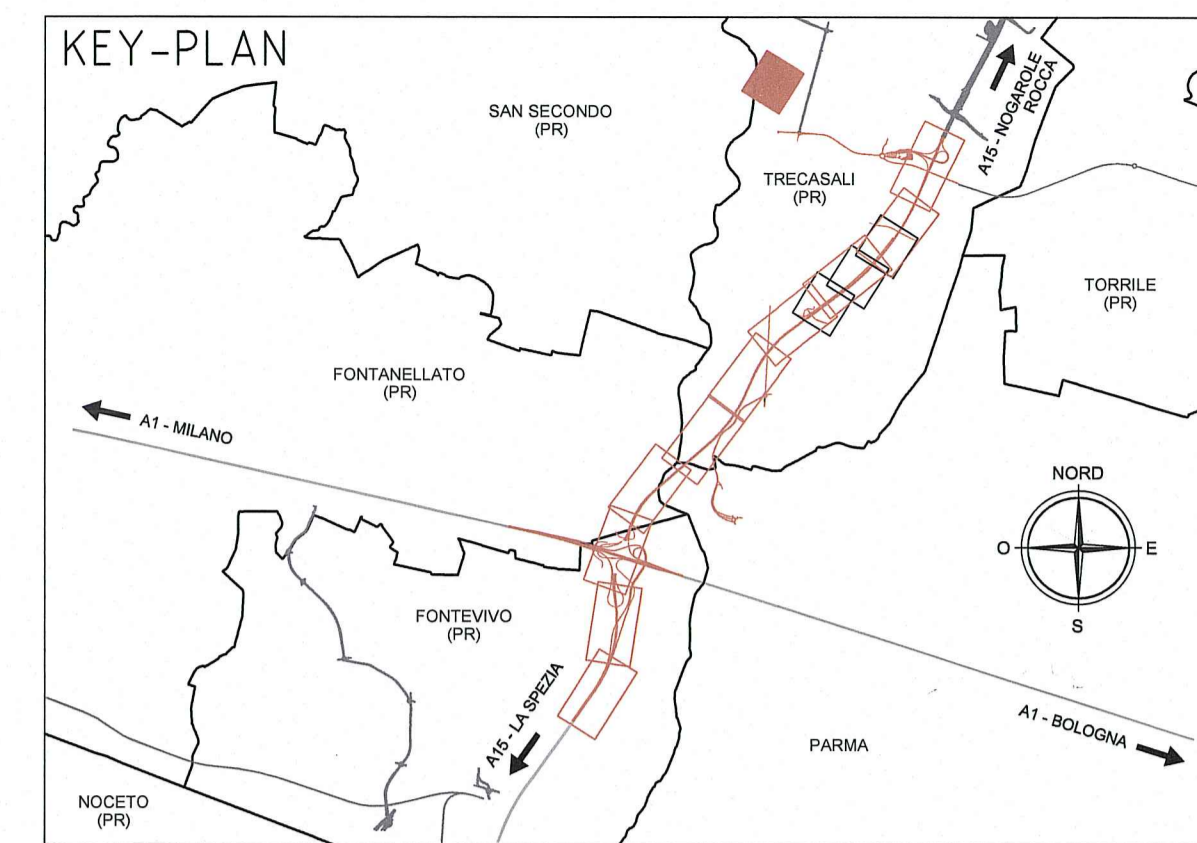 KEY-PLAN
SAN SECONDO
(PR)
A15 - NOGAROLE
ROCCA
TRECASALI
(PR)
TORRILE
(PR)
FONTANELLATO
(PR)
A1 - MILANO
NORD
O
E
S
FONTEVIVO
(PR)
A15 - LA SPEZIA
A1 - BOLOGNA
PARMA
NOCETO
(PR)